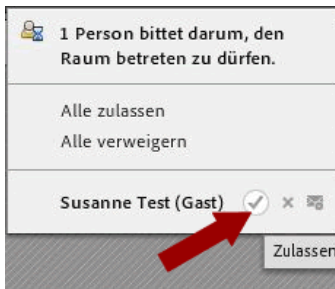 1 Person bittet darum, den
Raum betreten zu dürfen.
Alle zulassen
Alle verweigern
Susanne Test (Gast)
Zulassen